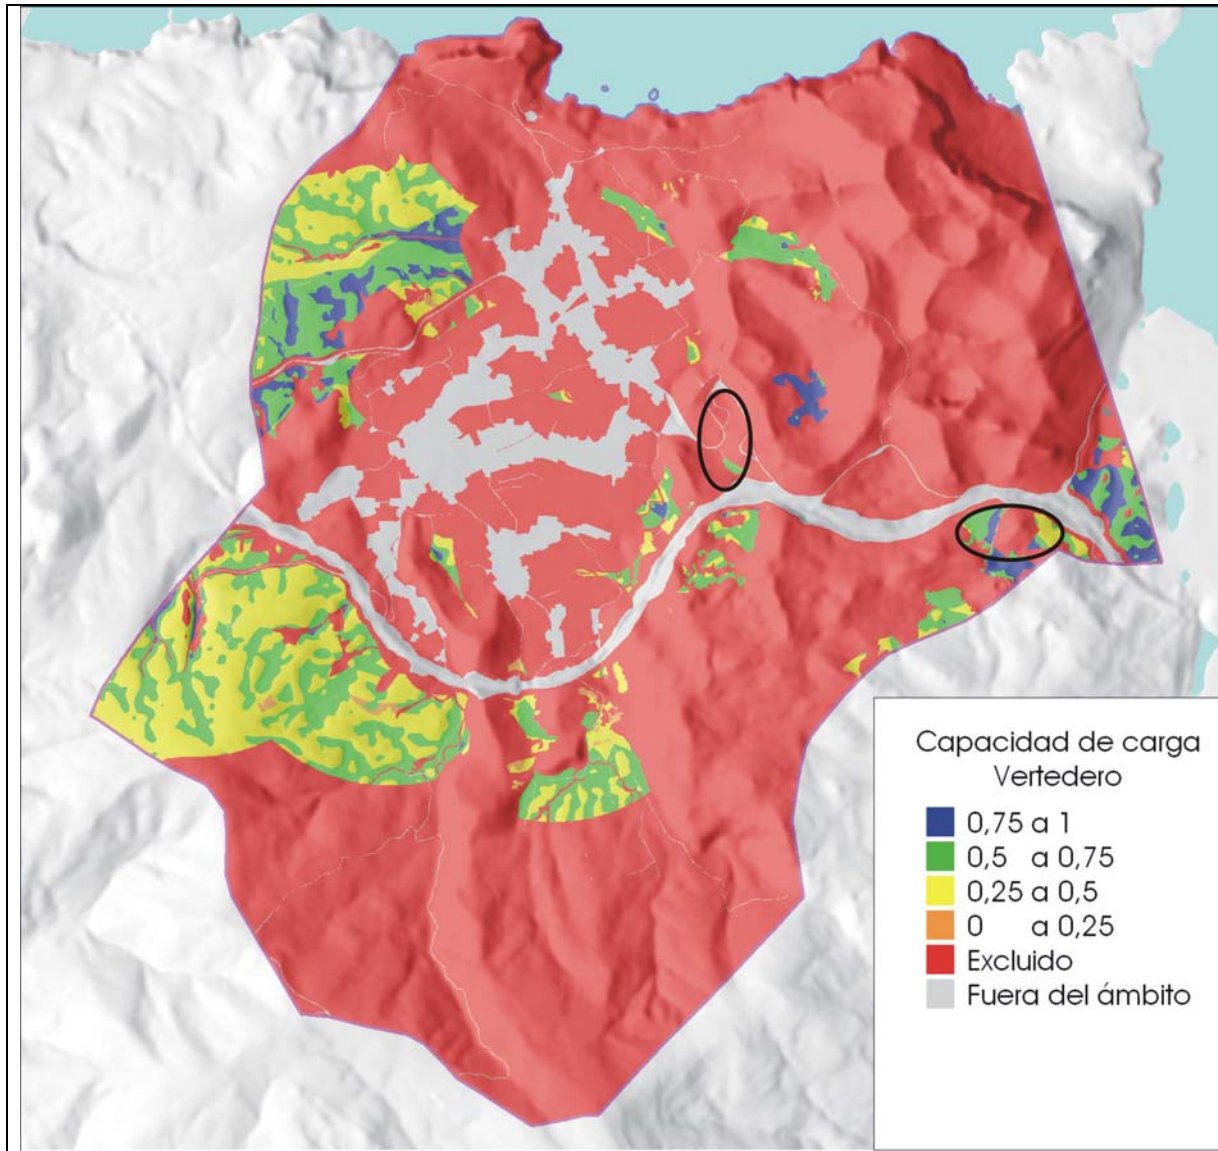 Capacidad de carga
Vertedero
0,75 a 1
0,5 a 0,75
0,25 a 0,5
0 a 0,25
Excluido
Fuera del ámbito